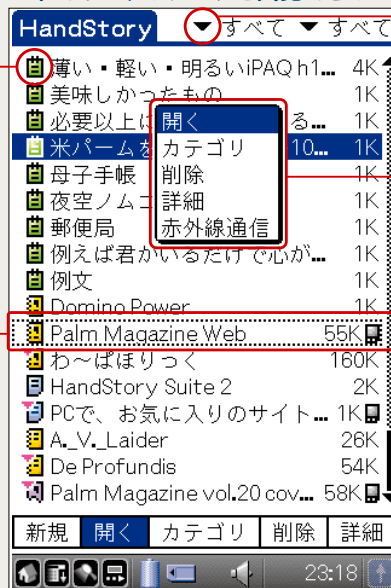 HandStory ▼すべて ▼すべて
薄い・軽い・明るいiPAQ h1... 4K
美味しかったもの 1K
必要以上に る... 1K
米パームを 10... 1K
母子手帳 1K
夜空ノムコ 1K
郵便局 1K
例えば君がいるだけで心が... 1K
例文 1K
開く
カテゴリ
削除
詳細
赤外線通信
Domino Power 1K
Palm Magazine Web 55K
わ～ぱほりっく 160K
HandStory Suite 2 2K
PCで、お気に入りのサイト... 1K
A._V._Laider 26K
De Profundis 54K
Palm Magazine vol.20 cov... 58K
新規 開く カテゴリ 削除 詳細
23:18